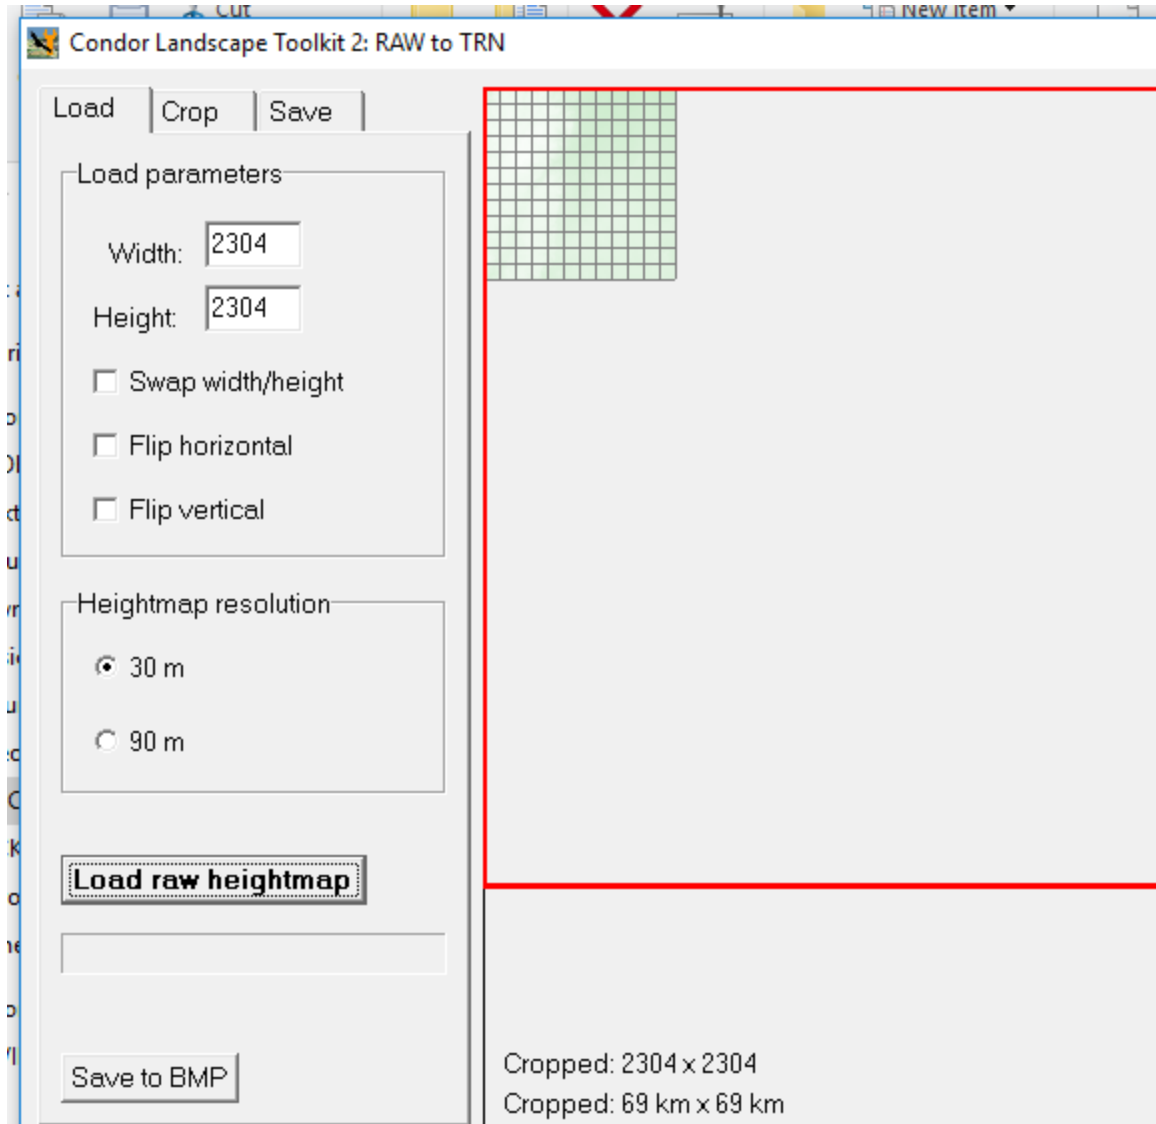 Cut
New item
Condor Landscape Toolkit 2: RAW to TRN
Load Crop Save
Load parameters
Width: 2304
Height: 2304
Swap width/height
Flip horizontal
Flip vertical
Heightmap resolution
30 m
90 m
Load raw heightmap
Save to BMP
Cropped: 2304 x 2304
Cropped: 69 km x 69 km